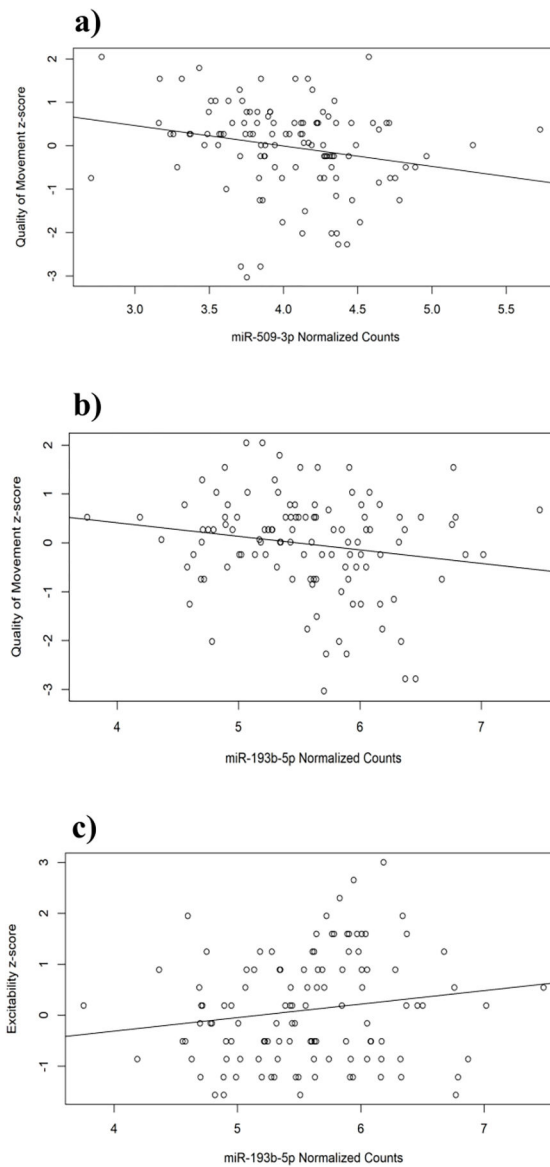 a)
Quality of Movement z-score
2
1
0
-1
-2
-3
3.0 3.5 4.0 4.5 5.0 5.5
miR-509-3p Normalized Counts
b)
Quality of Movement z-score
2
1
0
-1
-2
-3
4 5 6 7
miR-193b-5p Normalized Counts
c)
Excitability z-score
3
2
1
0
-1
4 5 6 7
miR-193b-5p Normalized Counts